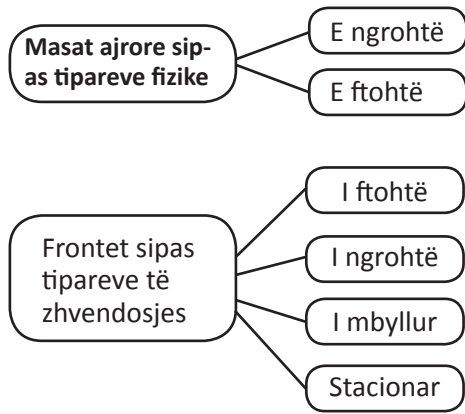 Masat ajrore sip-
as tipareve fizike
E ngrohtë
E ftohtë
Frontet sipas
tipareve të
zhvendosjes
I ftohtë
I ngrohtë
I mbyllur
Stacionar